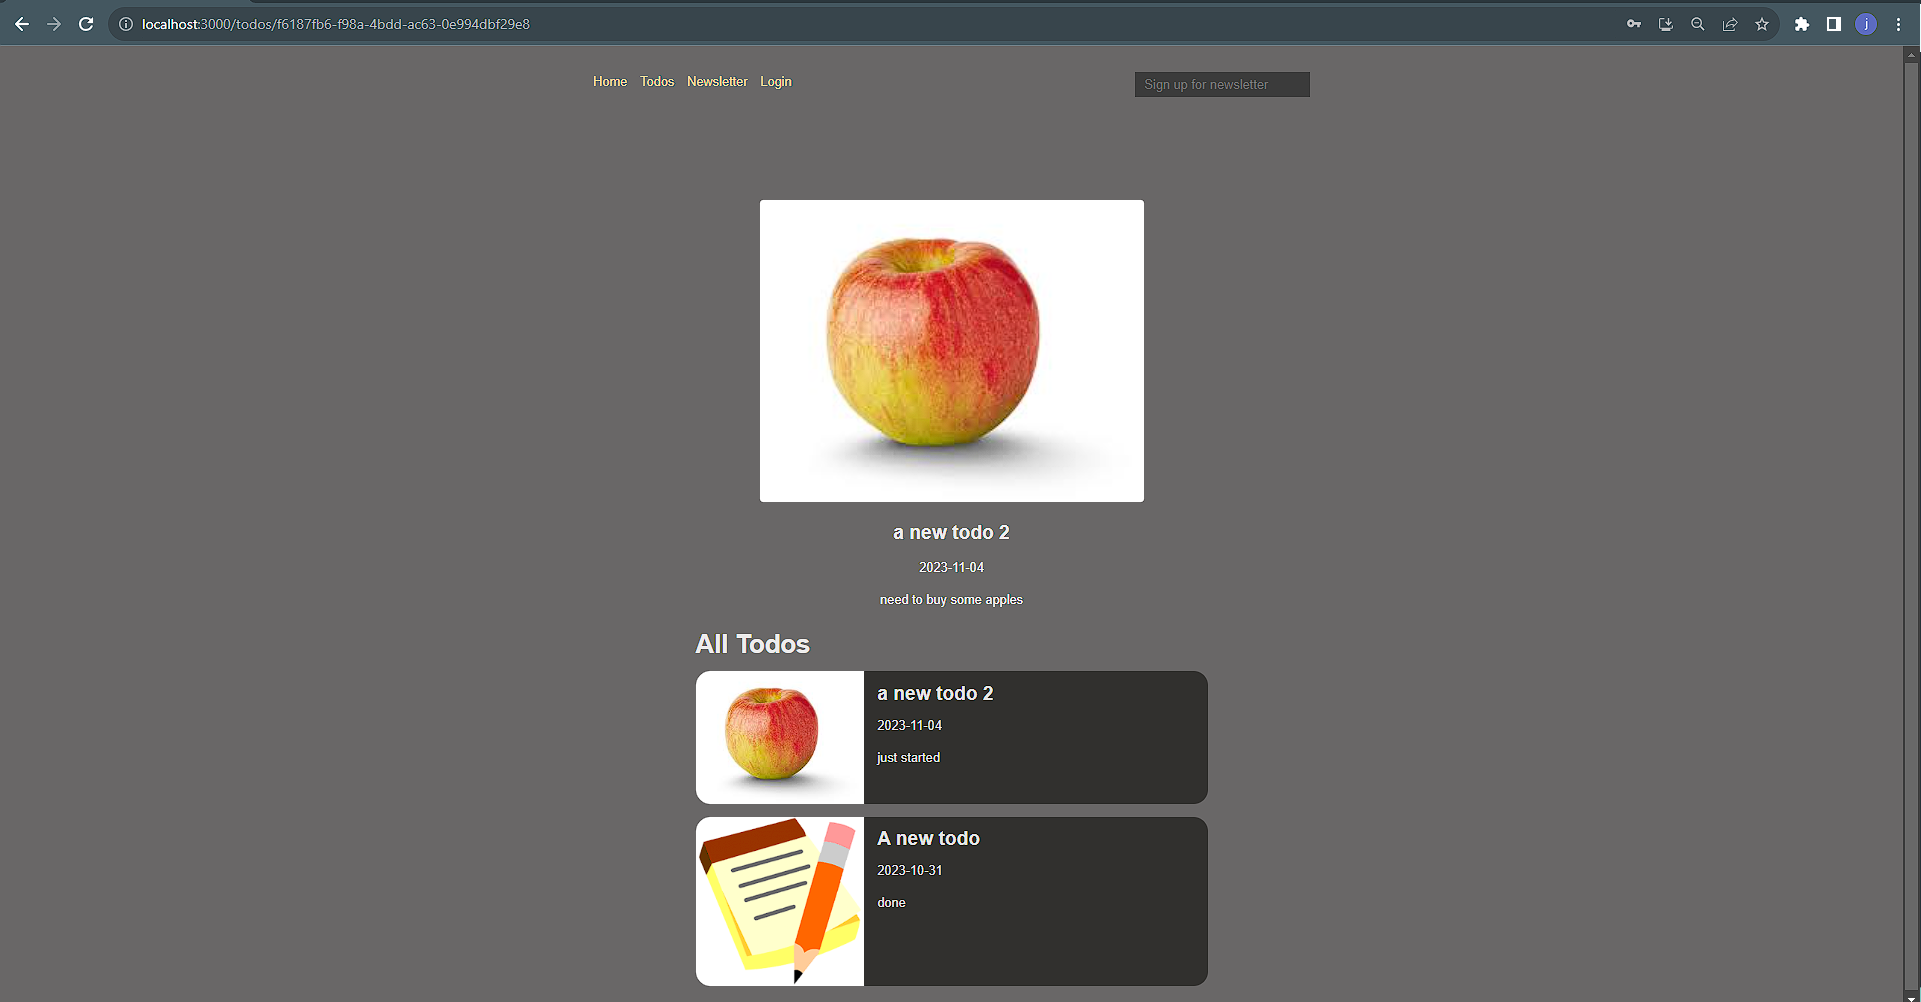 localhost:3000/todos/f6187fb6-f98a-4bdd-ac63-0e994dbf29e8
j
Home Todos Newsletter Login
Sign up for newsletter
a new todo 2
2023-11-04
need to buy some apples
All Todos
a new todo 2
2023-11-04
just started
A new todo
2023-10-31
done